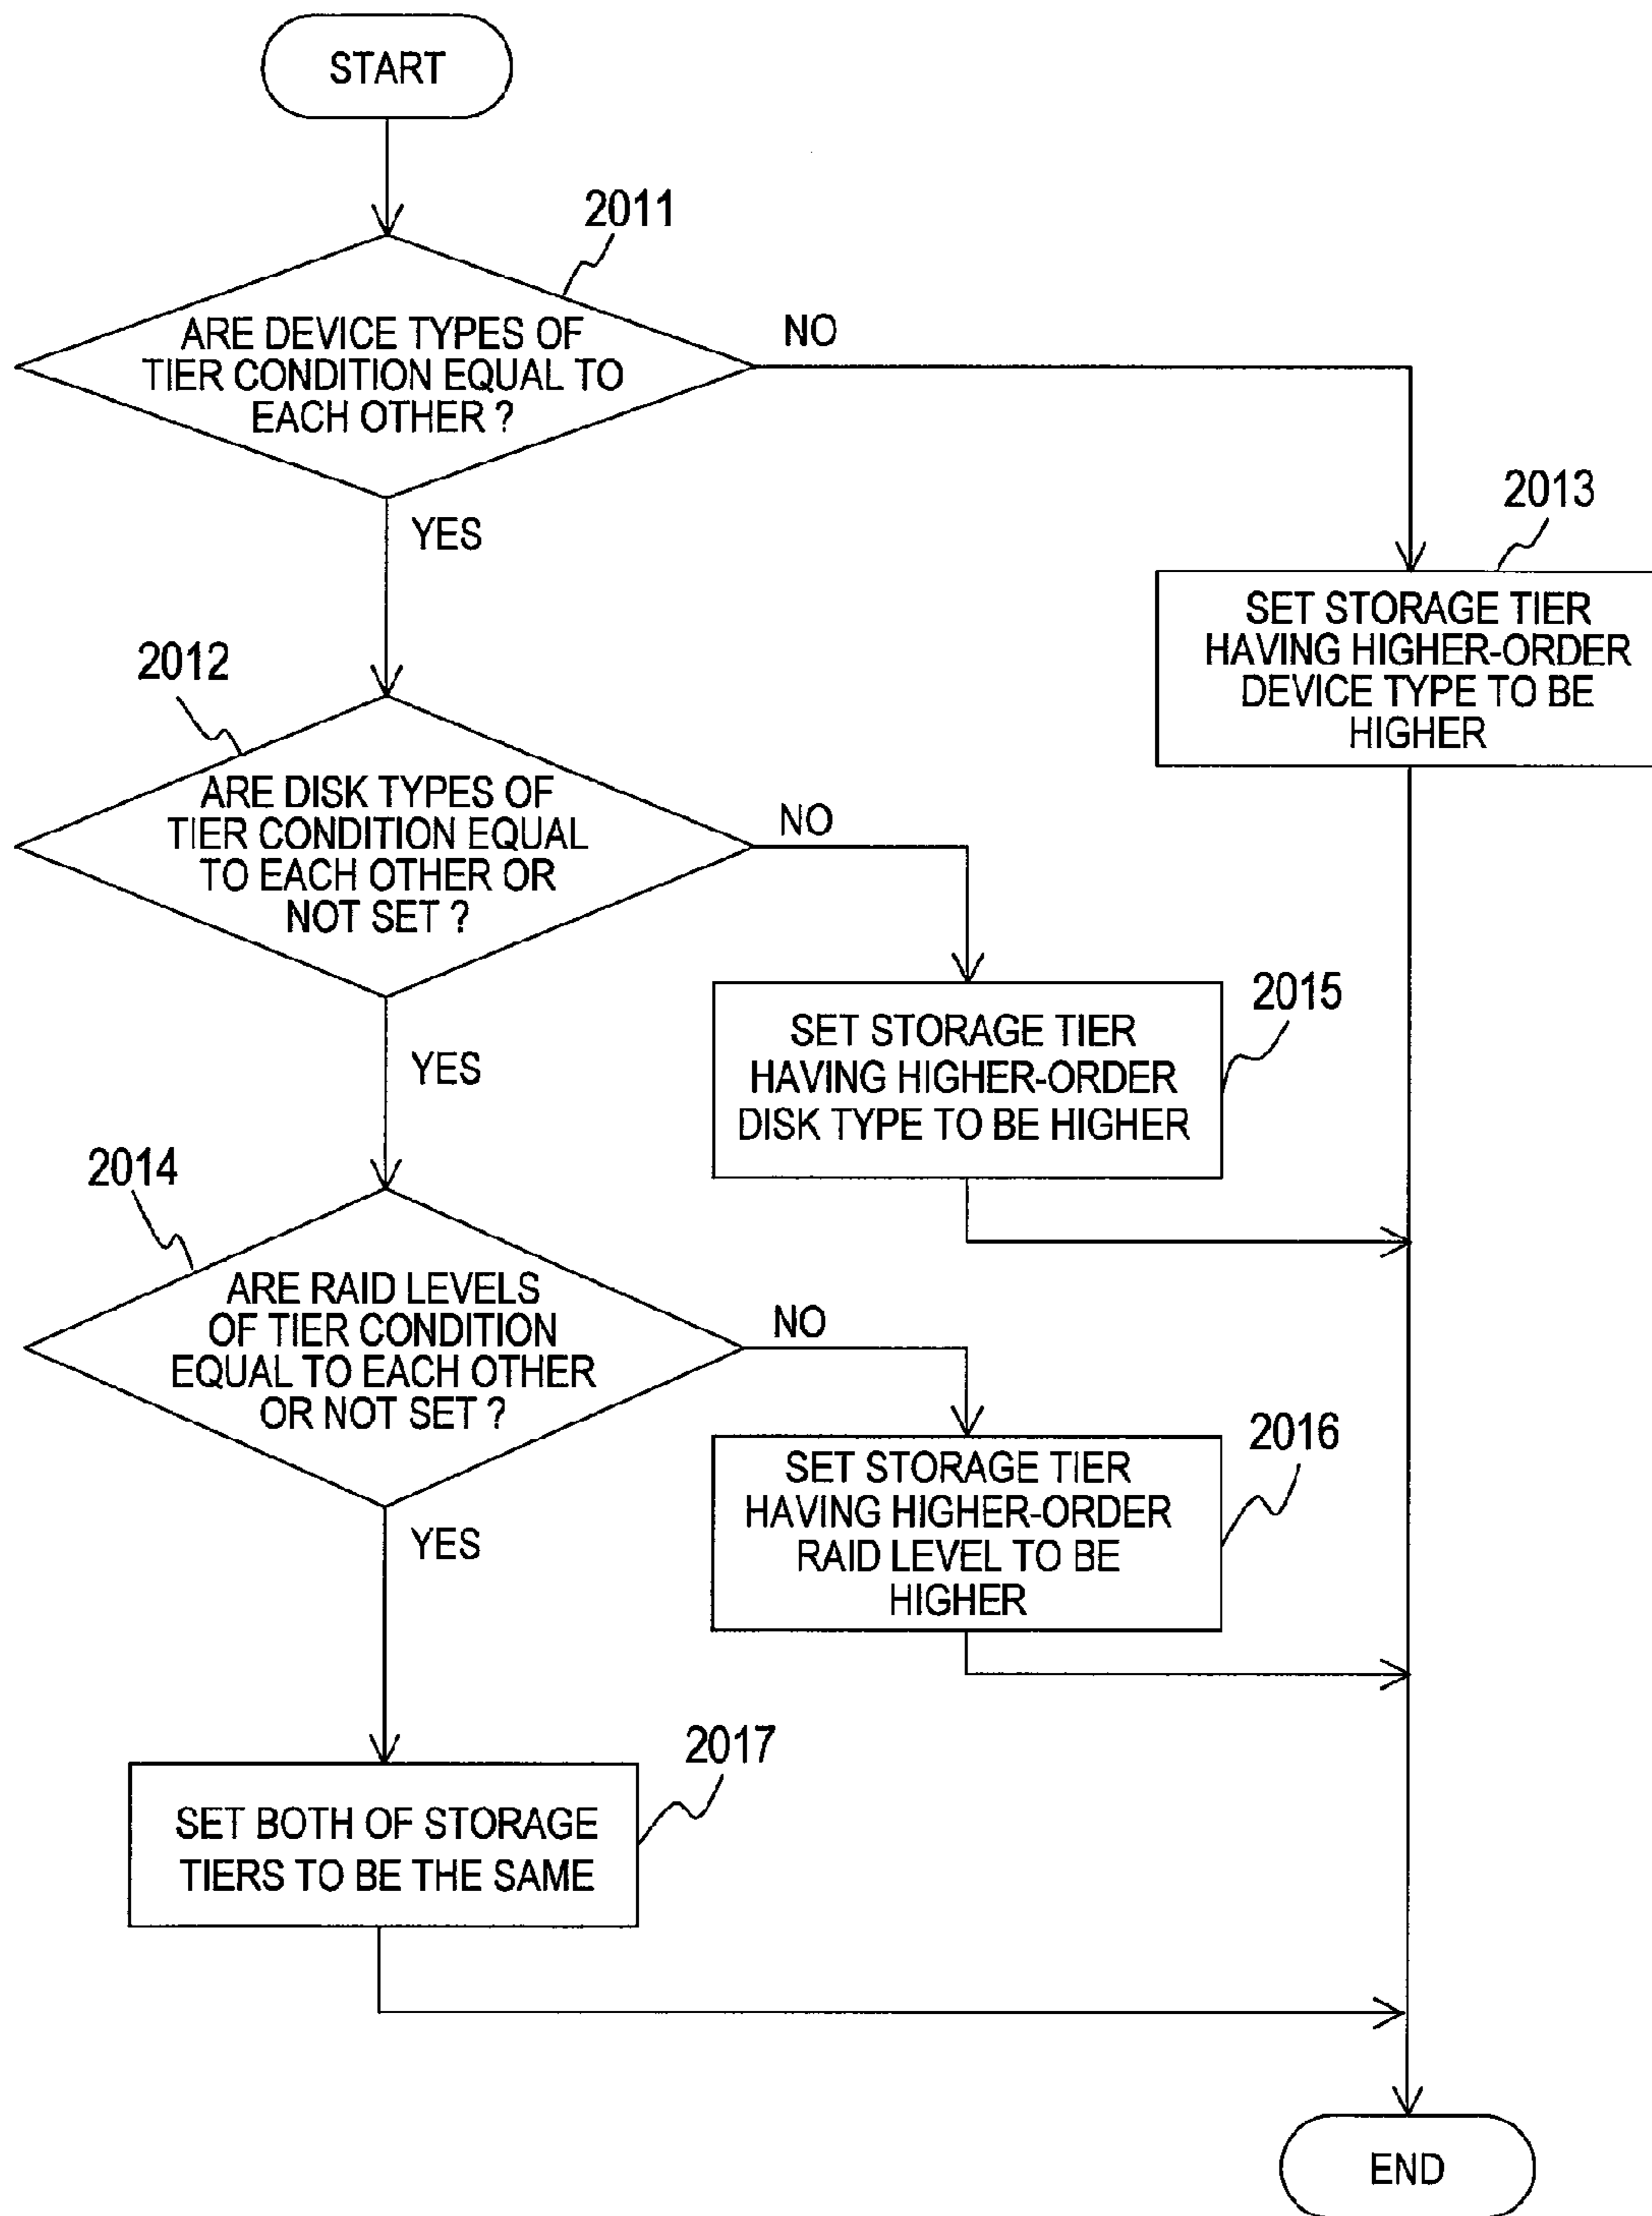 START
2011
ARE DEVICE TYPES OF
TIER CONDITION EQUAL TO
EACH OTHER ?
NO
YES
2013
SET STORAGE TIER
HAVING HIGHER-ORDER
DEVICE TYPE TO BE
HIGHER
2012
ARE DISK TYPES OF
TIER CONDITION EQUAL
TO EACH OTHER OR
NOT SET ?
NO
YES
2015
SET STORAGE TIER
HAVING HIGHER-ORDER
DISK TYPE TO BE HIGHER
2014
ARE RAID LEVELS
OF TIER CONDITION
EQUAL TO EACH OTHER
OR NOT SET ?
NO
YES
2016
SET STORAGE TIER
HAVING HIGHER-ORDER
RAID LEVEL TO BE
HIGHER
2017
SET BOTH OF STORAGE
TIERS TO BE THE SAME
END